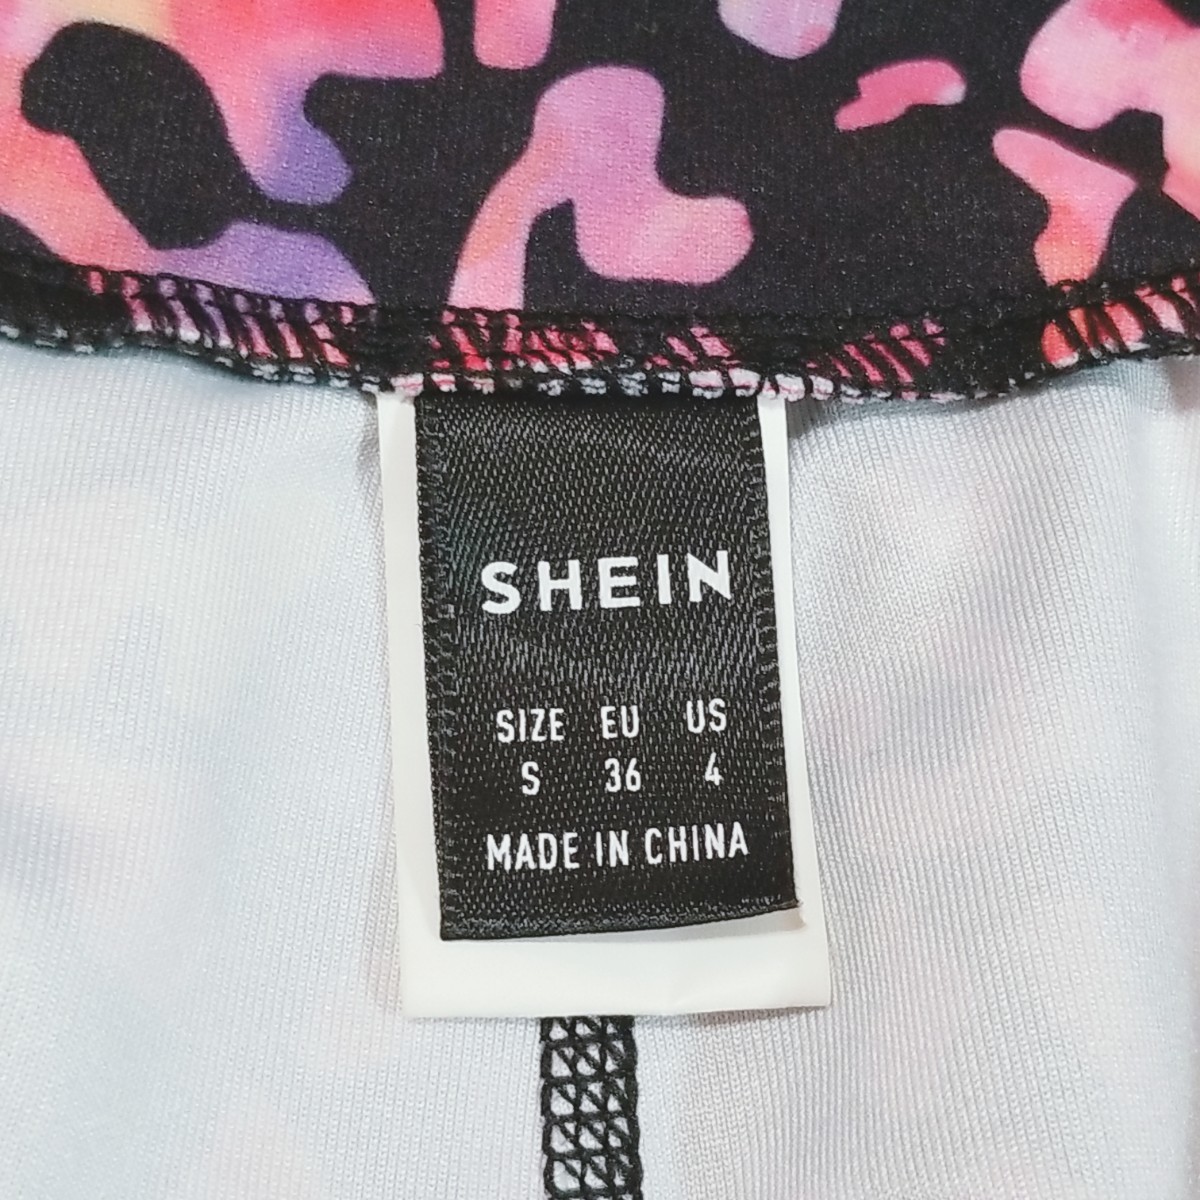 SHEIN
SIZE EU US
S 36 4
MADE IN CHINA